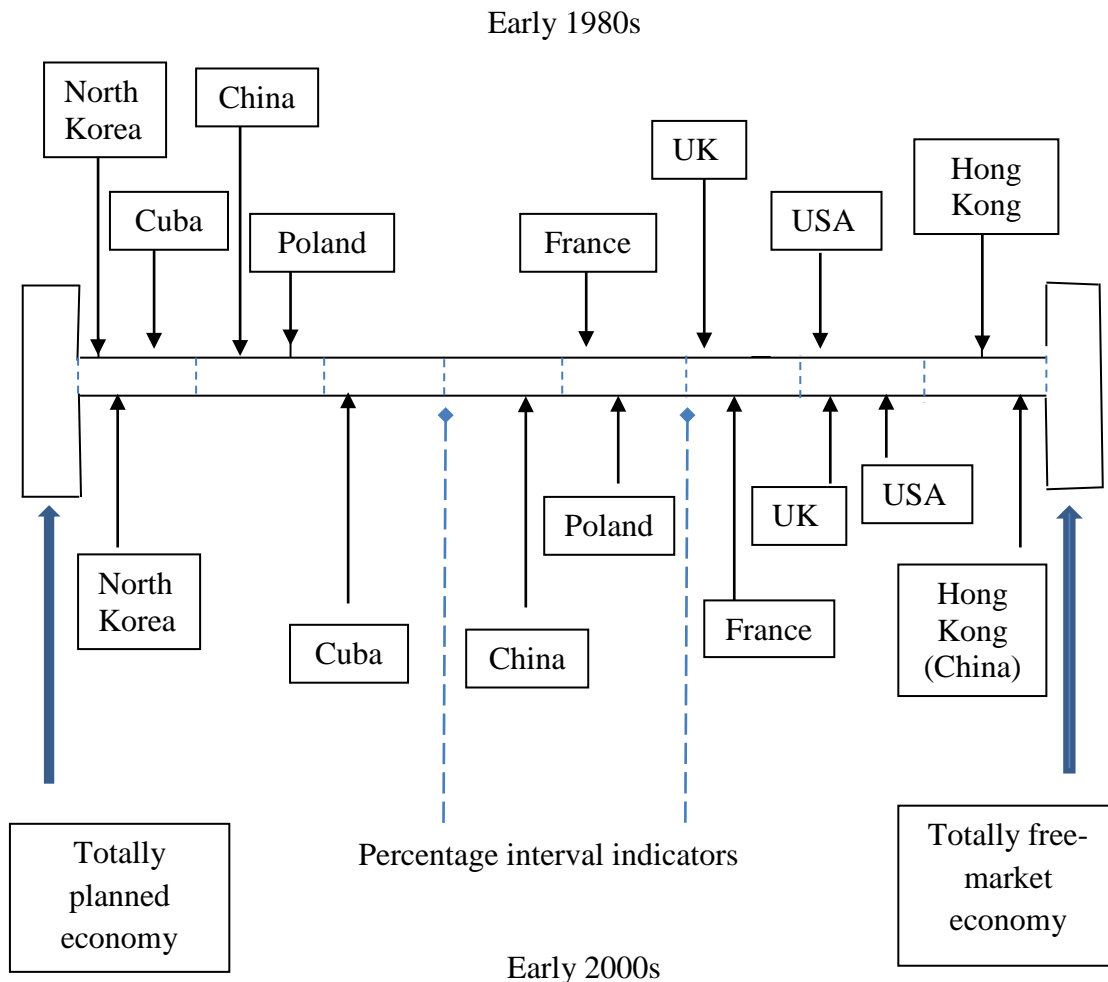 Early 1980s
North
Korea
China
Cuba
Poland
France
UK
USA
Hong
Kong
North
Korea
Cuba
China
Poland
France
UK
USA
Hong
Kong
(China)
Totally
planned
economy
Percentage interval indicators
Totally free-
market
economy
Early 2000s